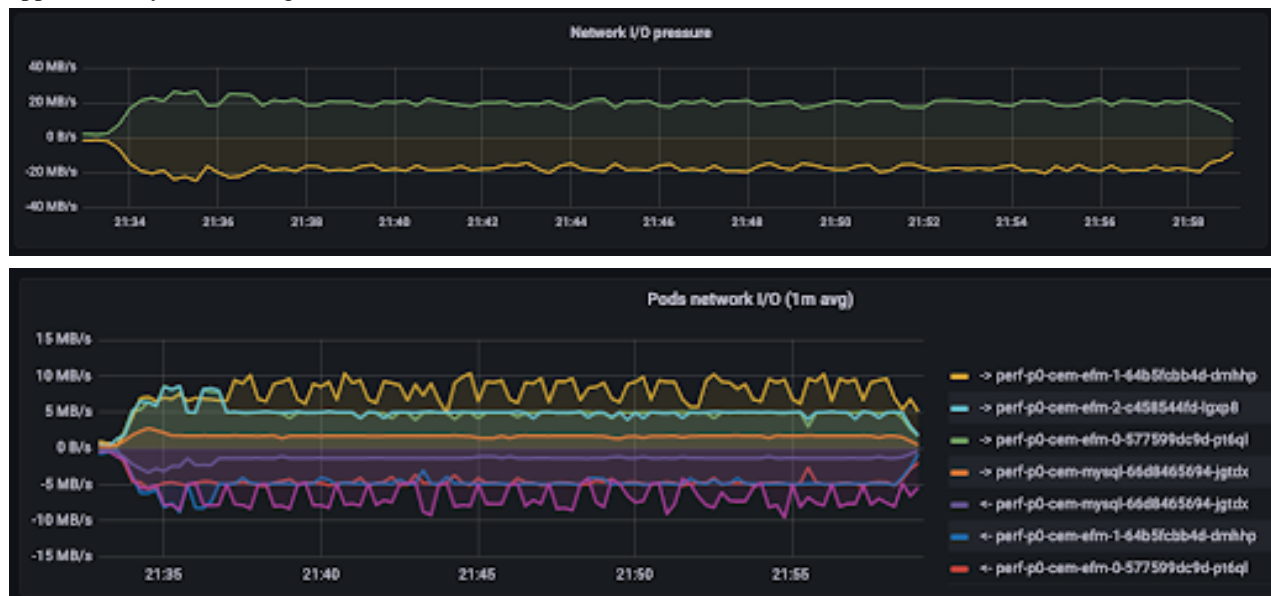 Network I/O pressure
40 MB/s
20 MB/s
0 B/s
-20 MB/s
-40 MB/s
21:34 21:36 21:38 21:40 21:42 21:44 21:46 21:48 21:50 21:52 21:54 21:56 21:58
Pods network I/O (1m avg)
15 MB/s
10 MB/s
5 MB/s
0 B/s
-5 MB/s
-10 MB/s
-15 MB/s
21:35 21:40 21:45 21:50 21:55
-> perf-p0-cem-efm-1-64b5fcbb4d-dmhhp
-> perf-p0-cem-efm-2-c458544fd-lgxp8
-> perf-p0-cem-efm-0-577599dc9d-pt6ql
-> perf-p0-cem-mysql-66d8465694-jgtdx
<- perf-p0-cem-mysql-66d8465694-jgtdx
<- perf-p0-cem-efm-1-64b5fcbb4d-dmhhp
<- perf-p0-cem-efm-0-577599dc9d-pt6ql